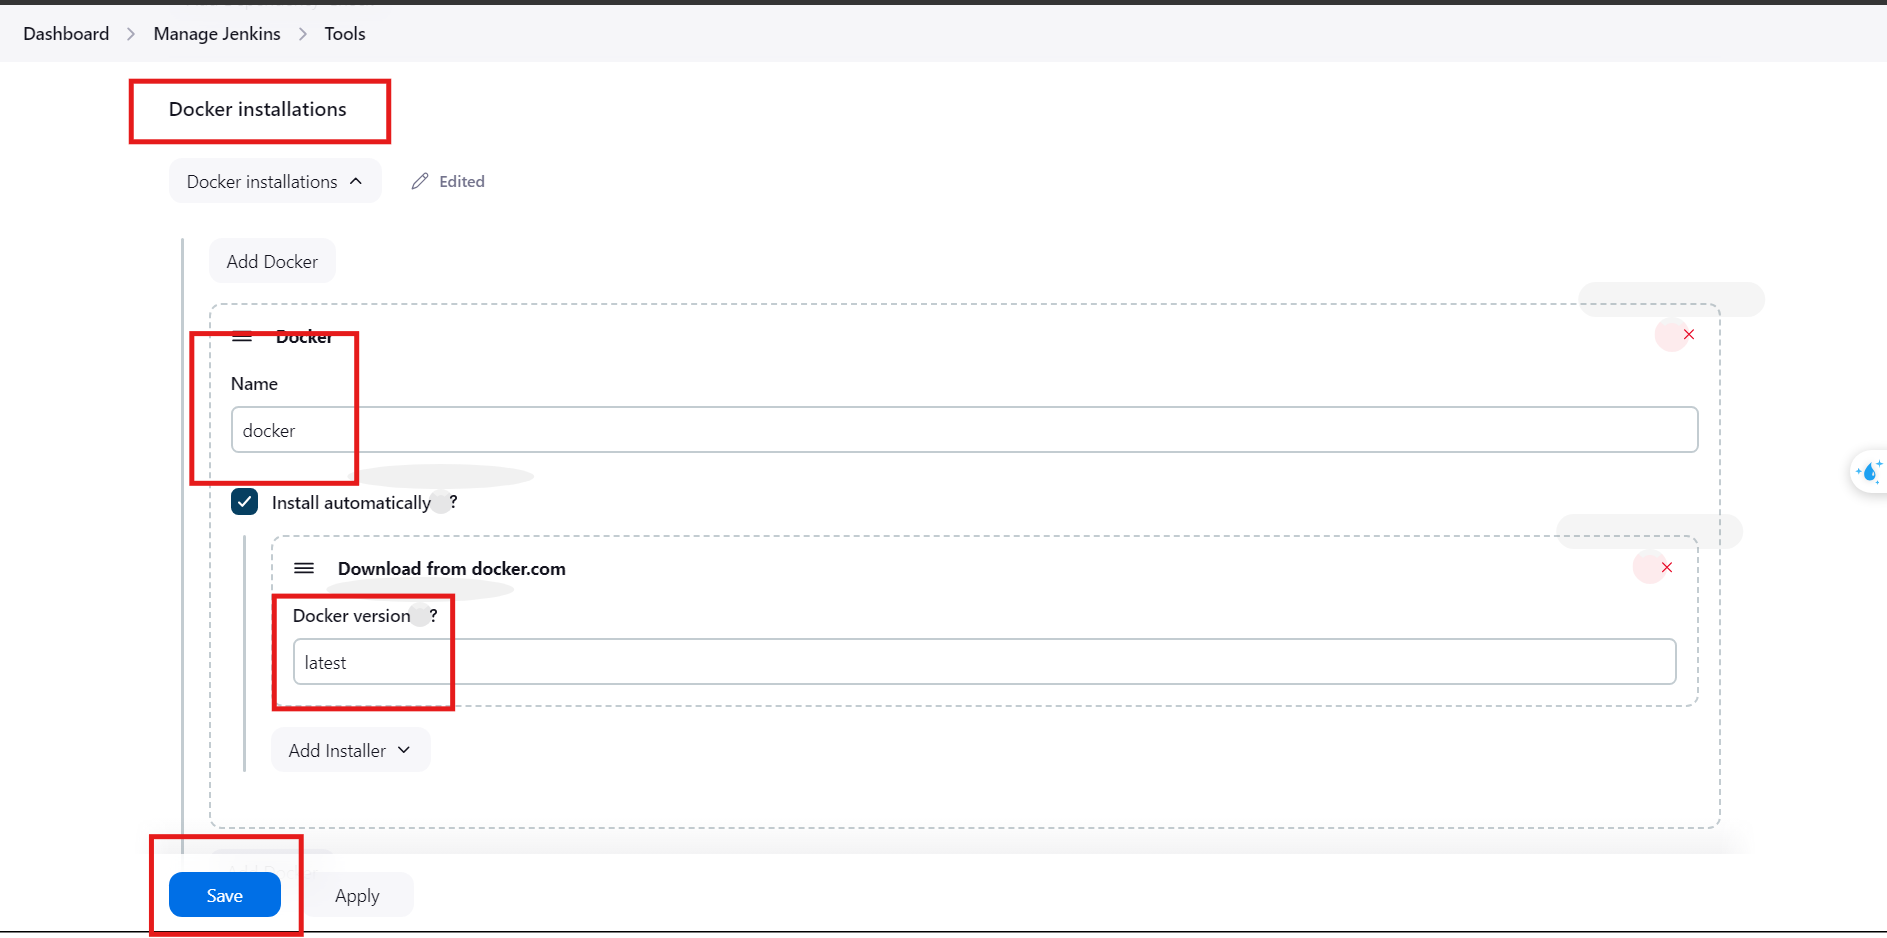 Dashboard > Manage Jenkins > Tools
Docker installations
Docker installations
Edited
Add Docker
Docker
Name
docker
Install automatically ?
Download from docker.com
Docker version ?
latest
Add Installer
Save
Apply